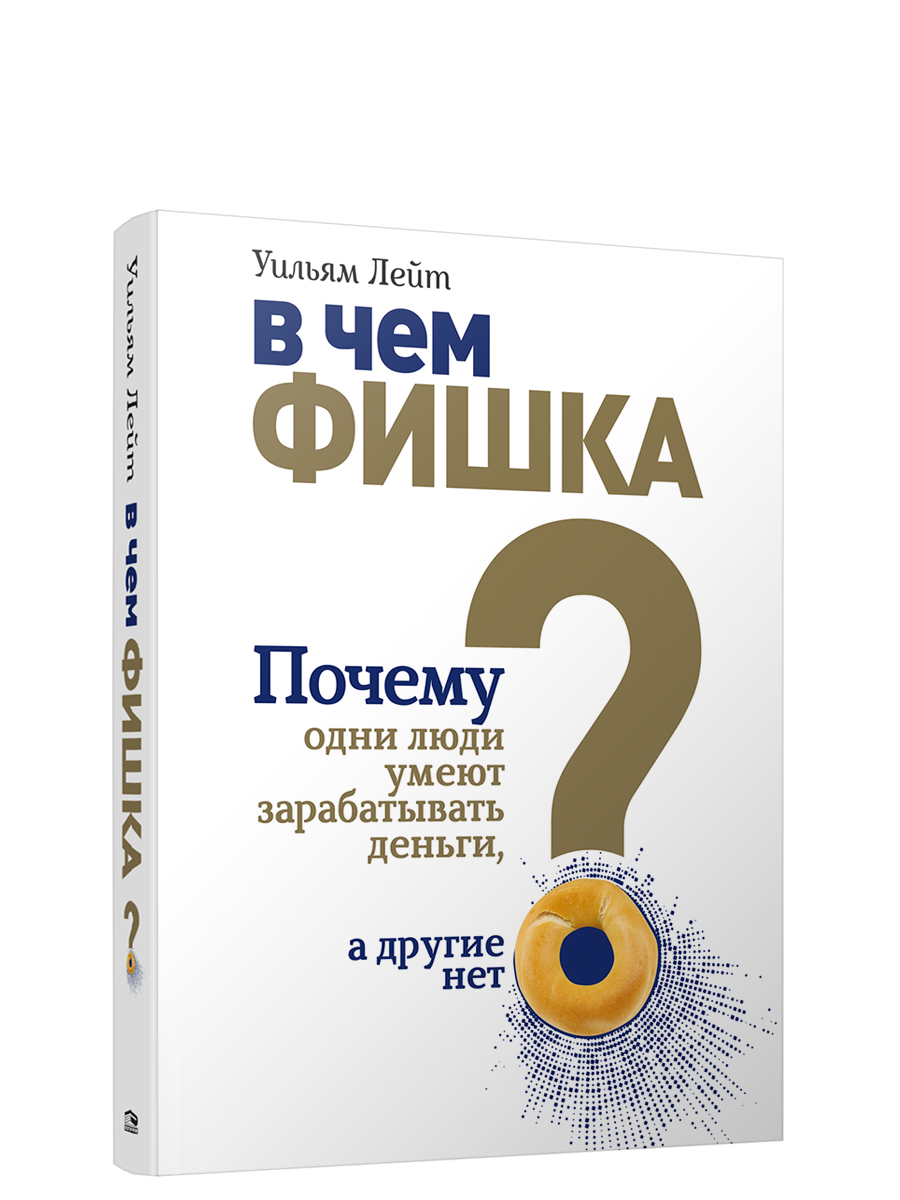 Уильям Лейт
в чем
ФИШКА
?
Почему
одни люди
умеют
зарабатывать
деньги,
а другие
нет
Уильям Лейт в чем ФИШКА ?